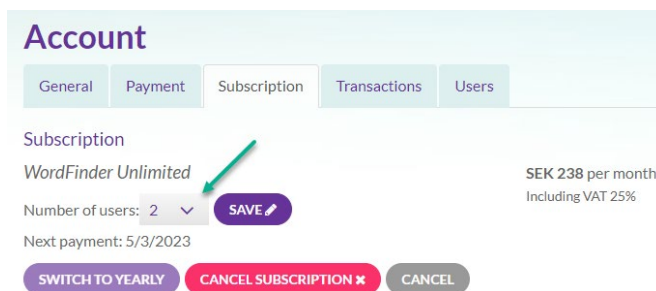 Account
General Payment Subscription Transactions Users
Subscription
WordFinder Unlimited
SEK 238 per month
Including VAT 25%
Number of users: 2 SAVE
Next payment: 5/3/2023
SWITCH TO YEARLY CANCEL SUBSCRIPTION CANCEL